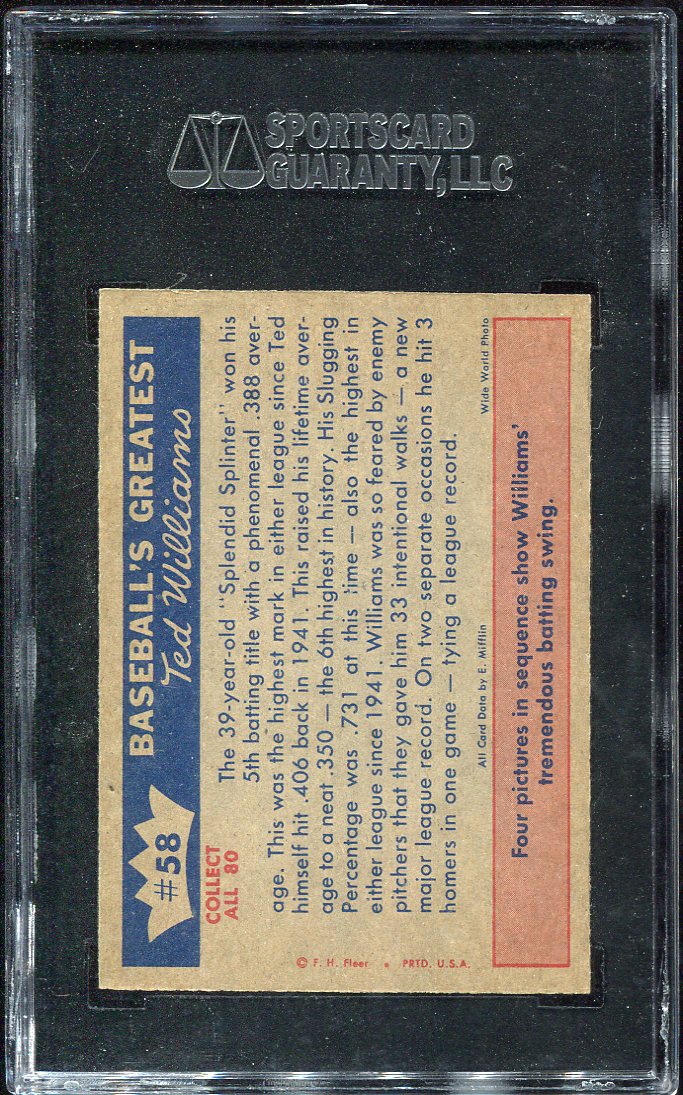 SPORTSCARD
GUARANTY, LLC
#58
BASEBALL'S GREATEST
Ted Williams
COLLECT
ALL 80
The 39-year-old "Splendid Splinter" won his
5th batting title with a phenomenal .388 aver-
age. This was the highest mark in either league since Ted
himself hit .406 back in 1941. This raised his lifetime aver-
age to a neat .350 — the 6th highest in history. His Slugging
Percentage was .731 at this time — also the highest in
either league since 1941. Williams was so feared by enemy
pitchers that they gave him 33 intentional walks — a new
major league record. On two separate occasions he hit 3
homers in one game — tying a league record.
© F. H. Fleer • PRTD. U.S.A.
All Card Data by E. Mifflin
Wide World Photo
Four pictures in sequence show Williams'
tremendous batting swing.